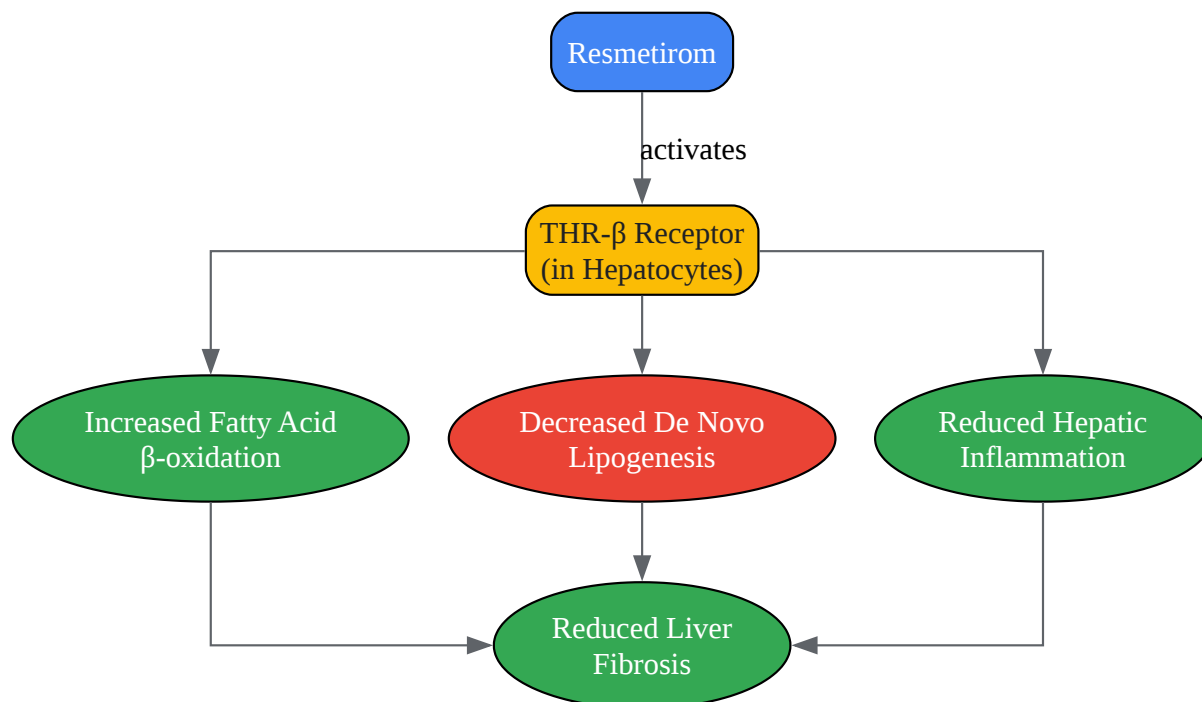 Resmetirom
activates
THR-β Receptor
(in Hepatocytes)
Increased Fatty Acid
β-oxidation
Decreased De Novo
Lipogenesis
Reduced Hepatic
Inflammation
Reduced Liver
Fibrosis